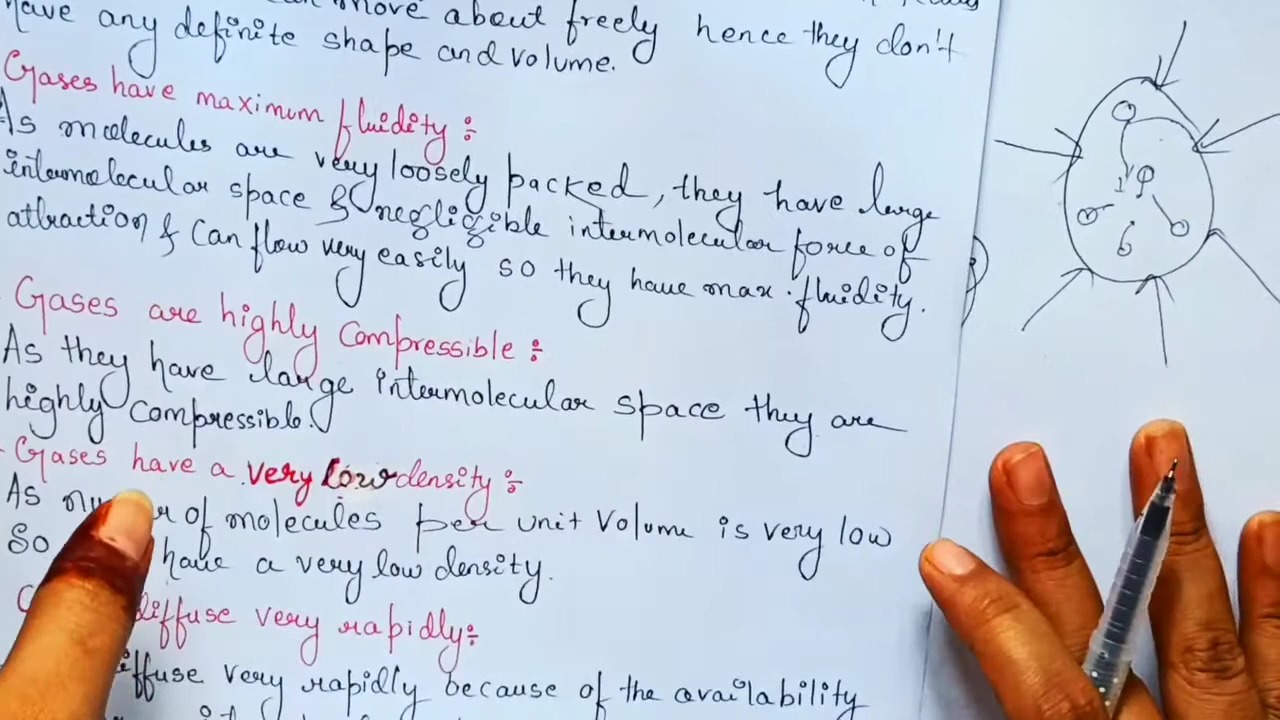 move about freely hence they don't
have any definite shape and volume.
Gases have maximum fluidity:
As molecules are very loosely packed, they have large
intermolecular space & negligible intermolecular force of
attraction & Can flow very easily so they have max. fluidity.
Gases are highly Compressible:
As they have large intermolecular space they are
highly Compressible.
Gases have a very low density:
As of molecules per unit Volume is very low
So have a very low density.
diffuse very rapidly:
diffuse very rapidly because of the availability